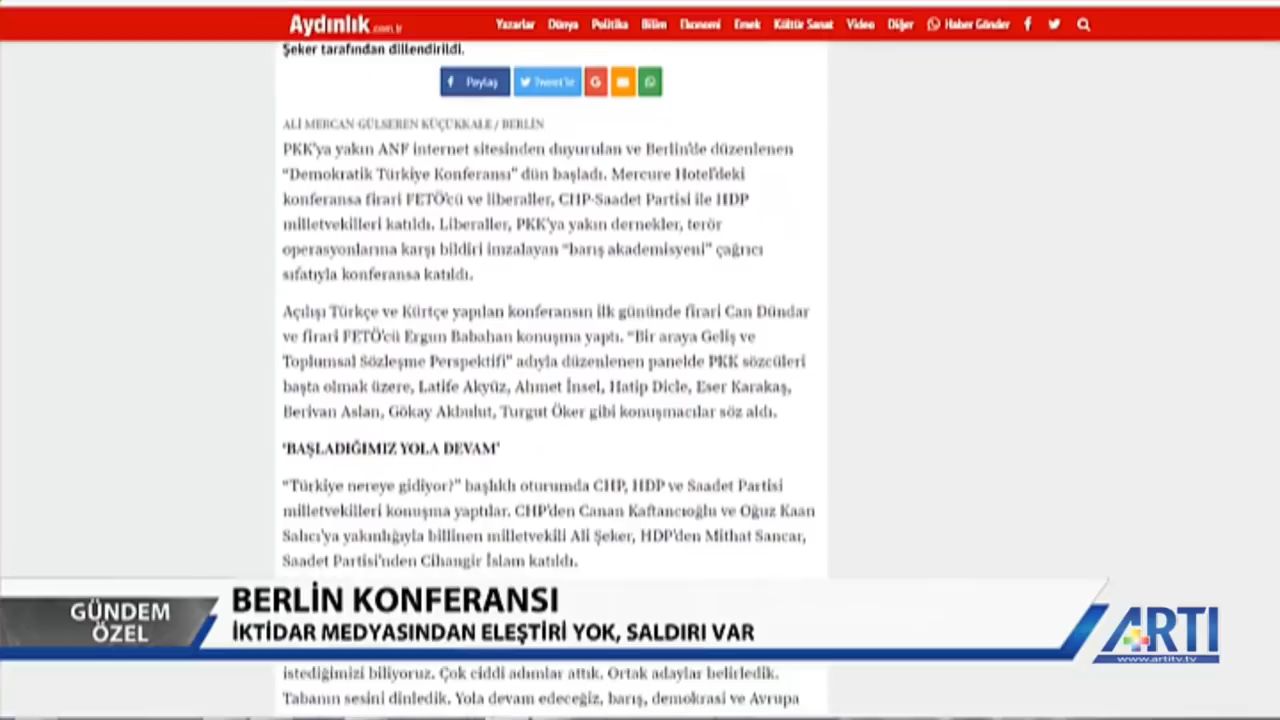 Aydınlık.com.tr Yazarlar Dünya Politika Bilim Ekonomi Emek Kültür Sanat Video Diğer Haber Gönder
Şeker tarafından dillendirildi.
Paylaş Tweet'le
ALİ MERCAN GÜLSEREN KÜÇÜKKALE / BERLİN
PKK'ya yakın ANF internet sitesinden duyurulan ve Berlin'de düzenlenen
“Demokratik Türkiye Konferansı” dün başladı. Mercure Hotel'deki
konferansa firari FETÖ'cü ve liberaller, CHP-Saadet Partisi ile HDP
milletvekilleri katıldı. Liberaller, PKK'ya yakın dernekler, terör
operasyonlarına karşı bildiri imzalayan “barış akademisyeni” çağrıcı
sıfatıyla konferansa katıldı.
Açılışı Türkçe ve Kürtçe yapılan konferansın ilk gününde firari Can Dündar
ve firari FETÖ'cü Ergun Babahan konuşma yaptı. “Bir araya Geliş ve
Toplumsal Sözleşme Perspektifi” adıyla düzenlenen panelde PKK sözcüleri
başta olmak üzere, Latife Akyüz, Ahmet İnsel, Hatip Dicle, Eser Karakaş,
Berivan Aslan, Gökay Akbulut, Turgut Öker gibi konuşmacılar söz aldı.
‘BAŞLADIĞIMIZ YOLA DEVAM’
“Türkiye nereye gidiyor?” başlıklı oturumda CHP, HDP ve Saadet Partisi
milletvekilleri konuşma yaptılar. CHP'den Canan Kaftancıoğlu ve Oğuz Kaan
Salıcı'ya yakınlığıyla billinen milletvekili Ali Şeker, HDP'den Mithat Sancar,
Saadet Partisi'nden Cihangir İslam katıldı.
GÜNDEM
ÖZEL
BERLİN KONFERANSI
İKTİDAR MEDYASINDAN ELEŞTİRİ YOK, SALDIRI VAR
ARTI
www.artitv.tv
istediğimizi biliyoruz. Çok ciddi adımlar attık. Ortak adaylar belirledik.
Tabanın sesini dinledik. Yola devam edeceğiz, barış, demokrasi ve Avrupa